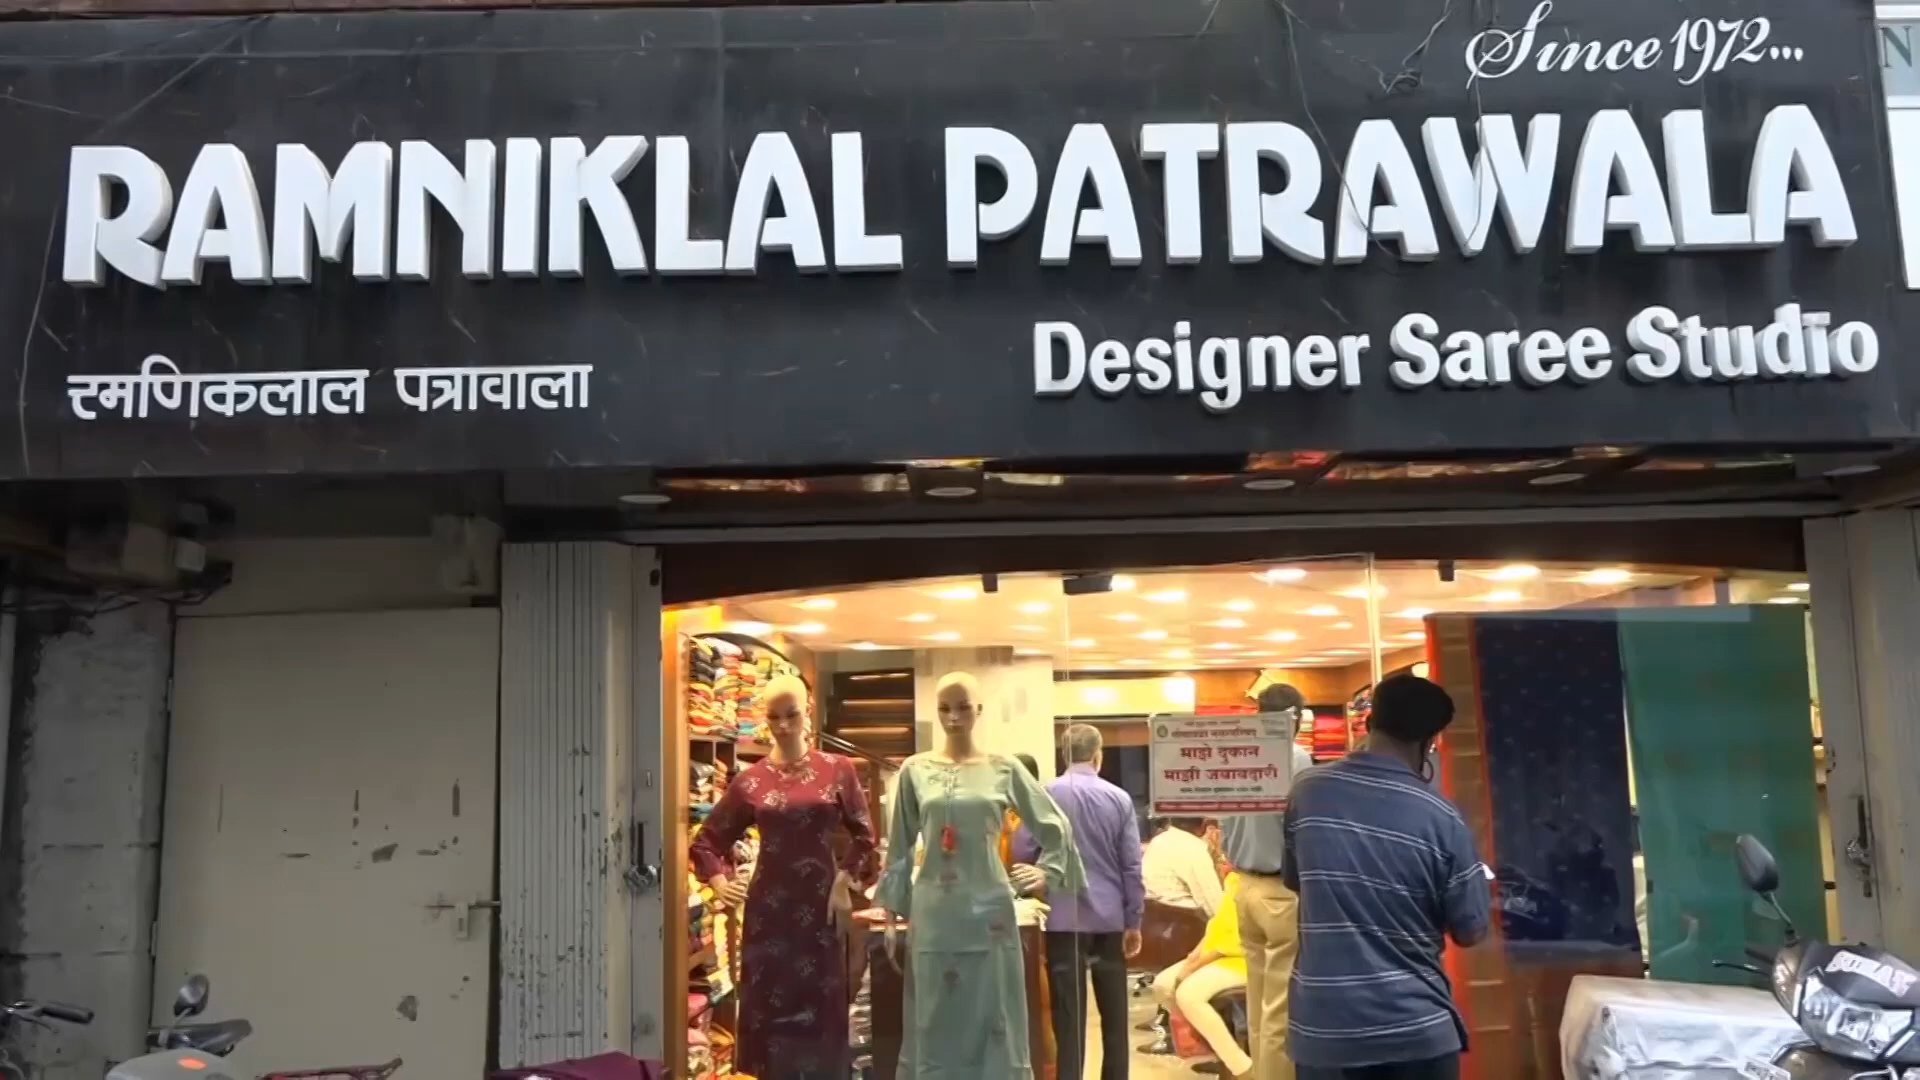 Since 1972...
RAMNIKLAL PATRAWALA
Designer Saree Studio
रमणिकलाल पत्रावाला
माझे दुकान
माझी जबाबदारी